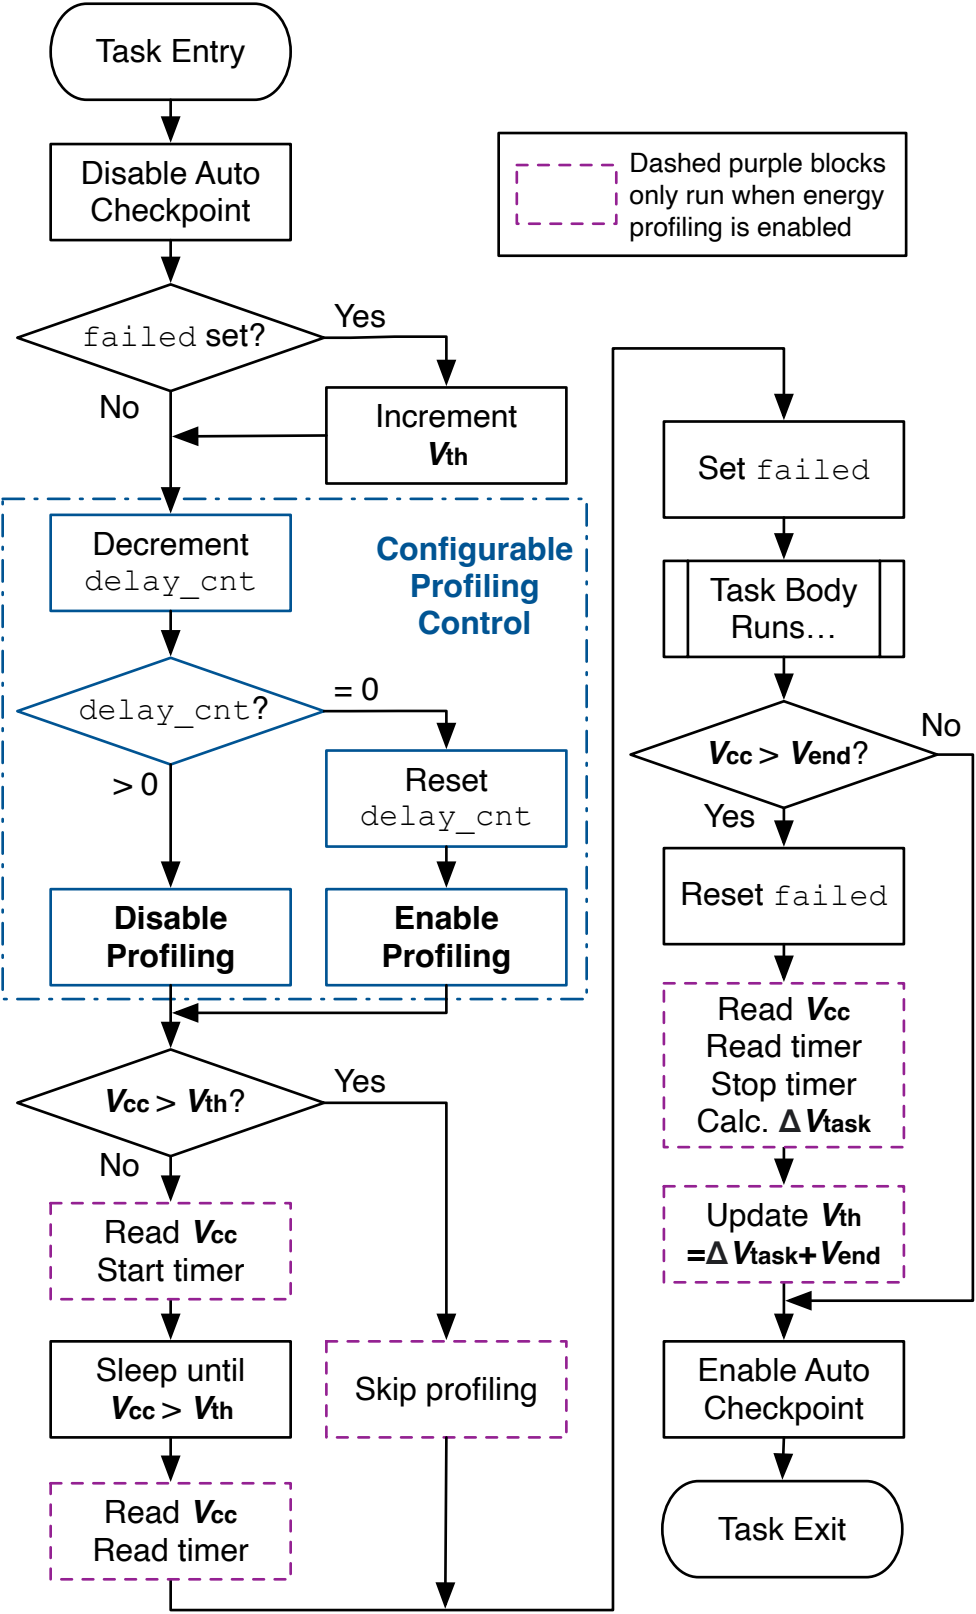 Task Entry
Disable Auto
Checkpoint
Dashed purple blocks
only run when energy
profiling is enabled
failed set?
Yes
No
Increment
Vth
Decrement
delay_cnt
Configurable
Profiling
Control
delay_cnt?
= 0
> 0
Reset
delay_cnt
Disable
Profiling
Enable
Profiling
Vcc > Vth?
Yes
No
Read Vcc
Start timer
Sleep until
Vcc > Vth
Read Vcc
Read timer
Skip profiling
Set failed
Task Body
Runs…
Vcc > Vend?
No
Yes
Reset failed
Read Vcc
Read timer
Stop timer
Calc. ΔVtask
Update Vth
=ΔVtask+Vend
Enable Auto
Checkpoint
Task Exit